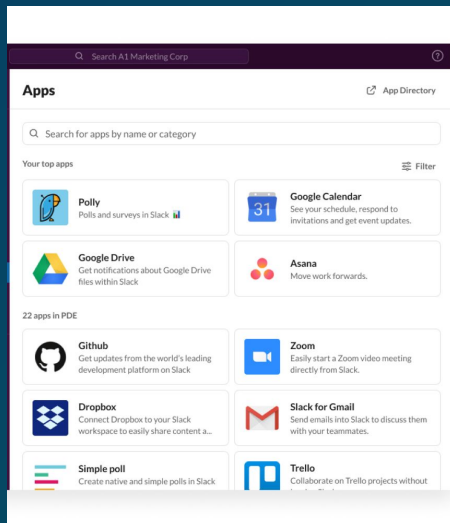 Search A1 Marketing Corp
Apps
App Directory
Search for apps by name or category
Your top apps
Filter
Polly
Polls and surveys in Slack
Google Calendar
31
See your schedule, respond to
invitations and get event updates.
Google Drive
Get notifications about Google Drive
files within Slack
Asana
Move work forwards.
22 apps in PDE
Github
Get updates from the world's leading
development platform on Slack
Zoom
Easily start a Zoom video meeting
directly from Slack.
Dropbox
Connect Dropbox to your Slack
workspace to easily share content a...
Slack for Gmail
Send emails into Slack to discuss them
with your teammates.
Simple poll
Create native and simple polls in Slack
Trello
Collaborate on Trello projects without